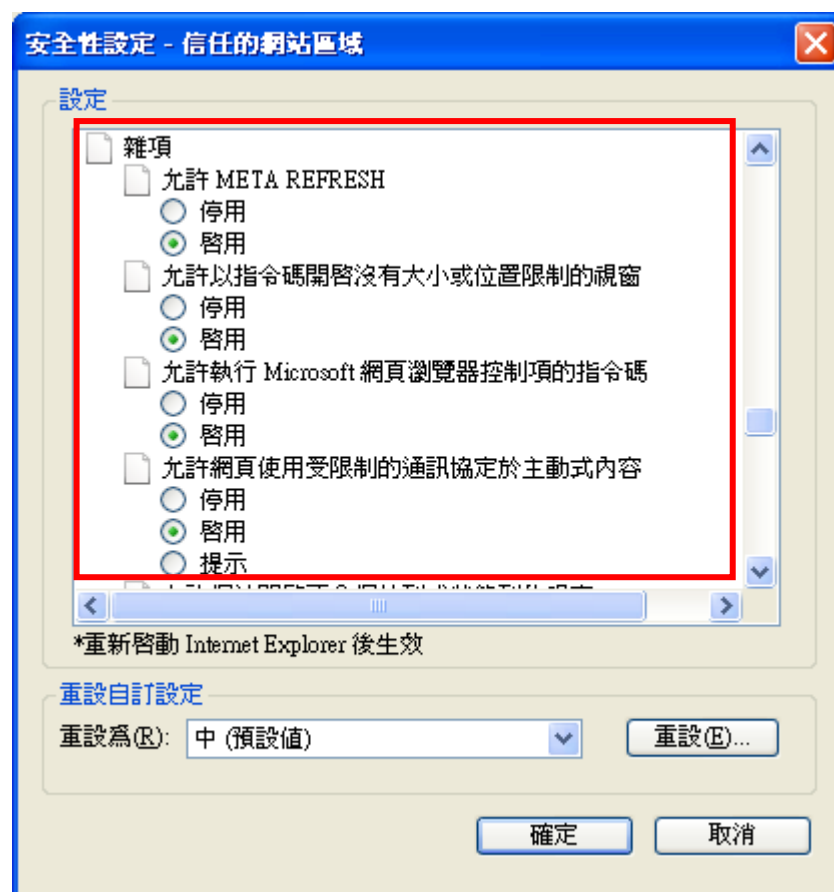 安全性設定 - 信任的網站區域
設定
雜項
允許 META REFRESH
停用
啓用
允許以指令碼開啓沒有大小或位置限制的視窗
停用
啓用
允許執行 Microsoft 網頁瀏覽器控制項的指令碼
停用
啓用
允許網頁使用受限制的通訊協定於主動式內容
停用
啓用
提示
*重新啓動 Internet Explorer 後生效
重設自訂設定
重設爲(R): 中 (預設值) 重設(E)...
確定 取消